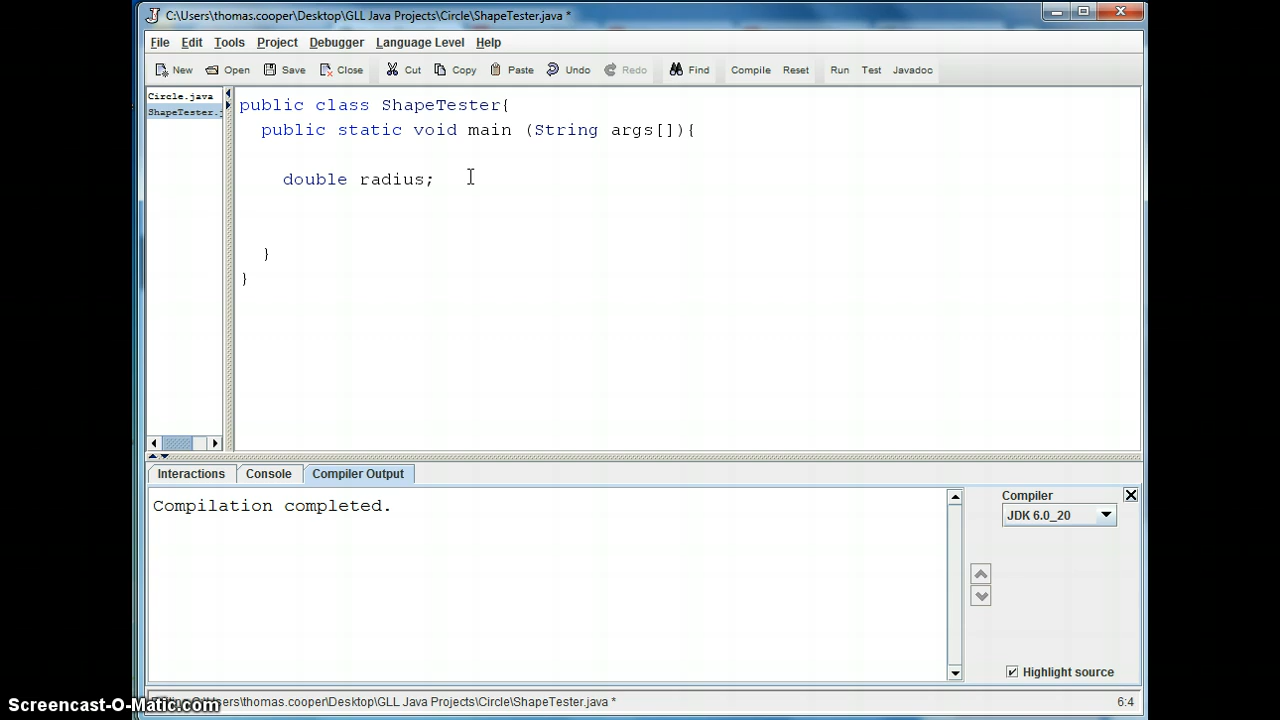 C:\Users\thomas.cooper\Desktop\GLL Java Projects\Circle\ShapeTester.java *
File Edit Tools Project Debugger Language Level Help
New Open Save Close Cut Copy Paste Undo Redo Find Compile Reset Run Test Javadoc
Circle.java
ShapeTester.j
public class ShapeTester{
public static void main (String args[]){
double radius;
}
}
Interactions Console Compiler Output
Compilation completed.
Compiler
JDK 6.0_20
Highlight source
Screencast-O-Matic.com
rs\thomas.cooper\Desktop\GLL Java Projects\Circle\ShapeTester.java * 6:4